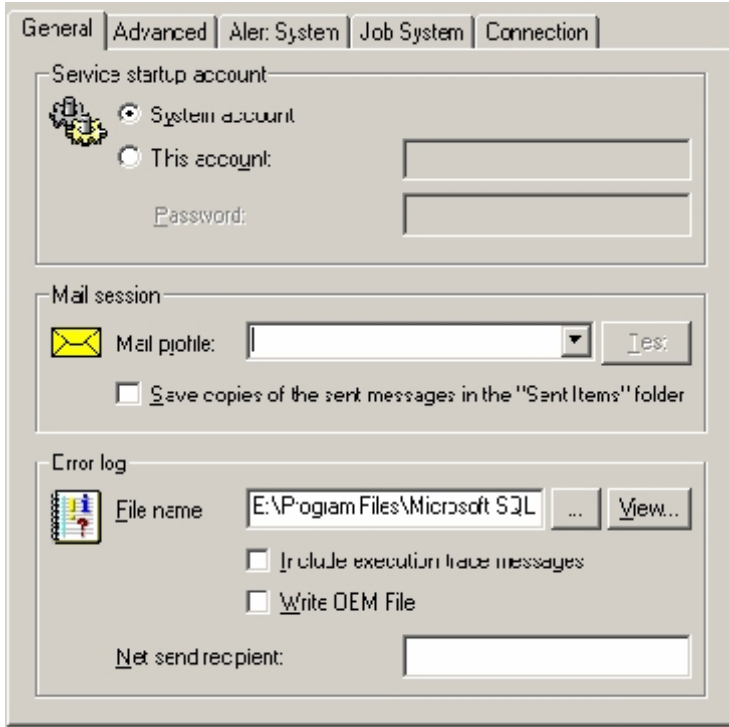 General Advanced Alert System Job System Connection
Service startup account
System account
This account:
Password:
Mail session
Mail profile:
Test
Save copies of the sent messages in the "Sent Items" folder
Error log
File name E:\Program Files\Microsoft SQL ... View...
Include execution trace messages
Write OEM File
Net send recipient: